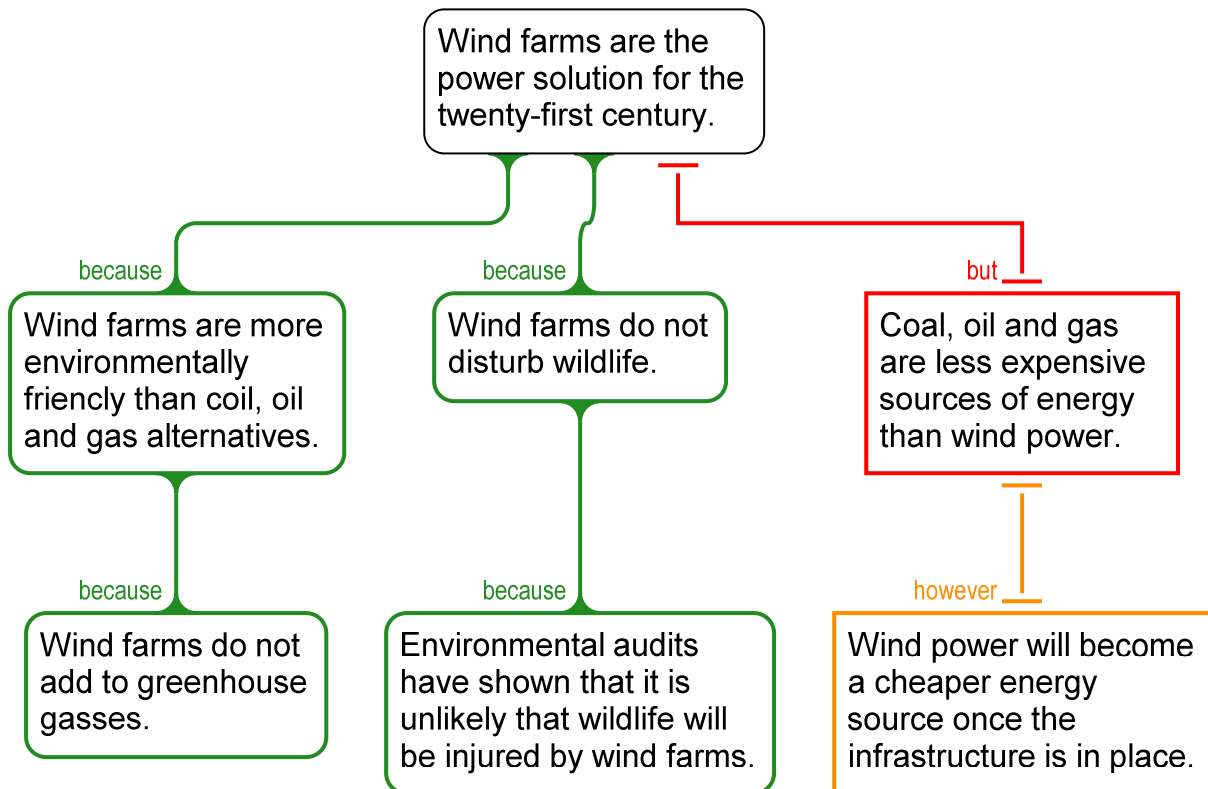 Wind farms are the
power solution for the
twenty-first century.
because
because
but
Wind farms are more
environmentally
friencly than coil, oil
and gas alternatives.
Wind farms do not
disturb wildlife.
Coal, oil and gas
are less expensive
sources of energy
than wind power.
because
because
however
Wind farms do not
add to greenhouse
gasses.
Environmental audits
have shown that it is
unlikely that wildlife will
be injured by wind farms.
Wind power will become
a cheaper energy
source once the
infrastructure is in place.